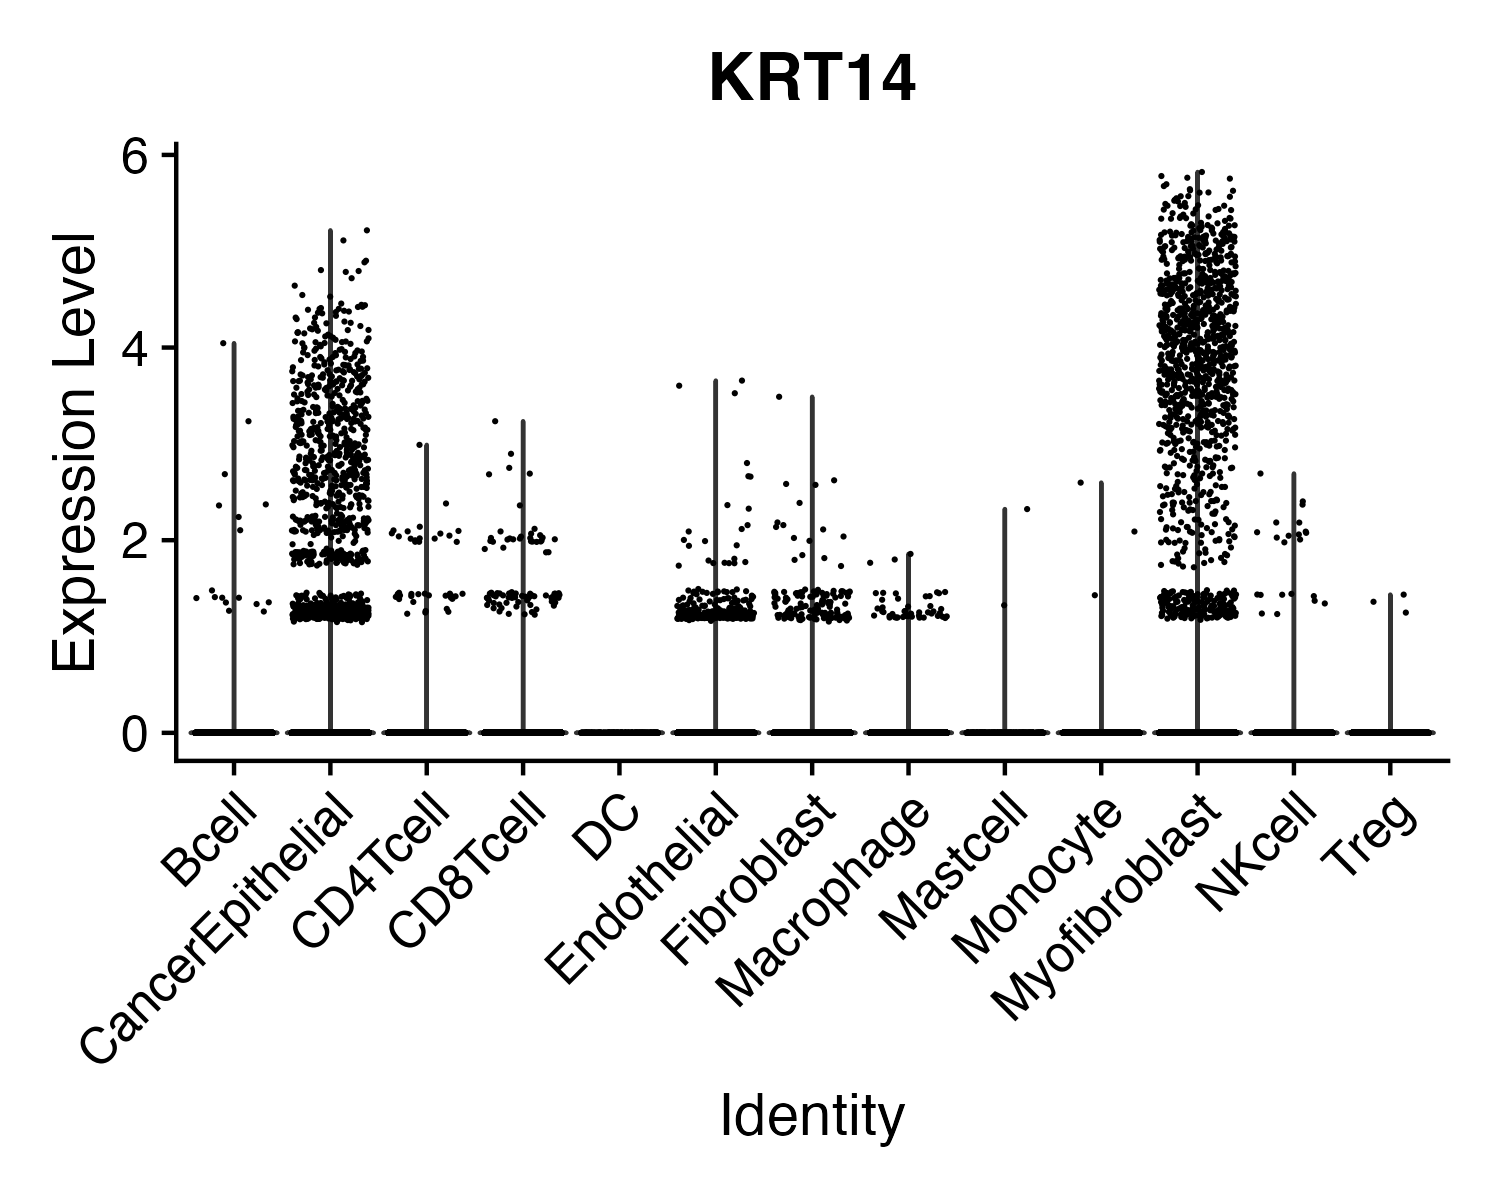 KRT14
Expression Level
6
4
2
0
Bcell
CancerEpithelial
CD4Tcell
CD8Tcell
DC
Endothelial
Fibroblast
Macrophage
Mastcell
Monocyte
Myofibroblast
NKcell
Treg
Identity